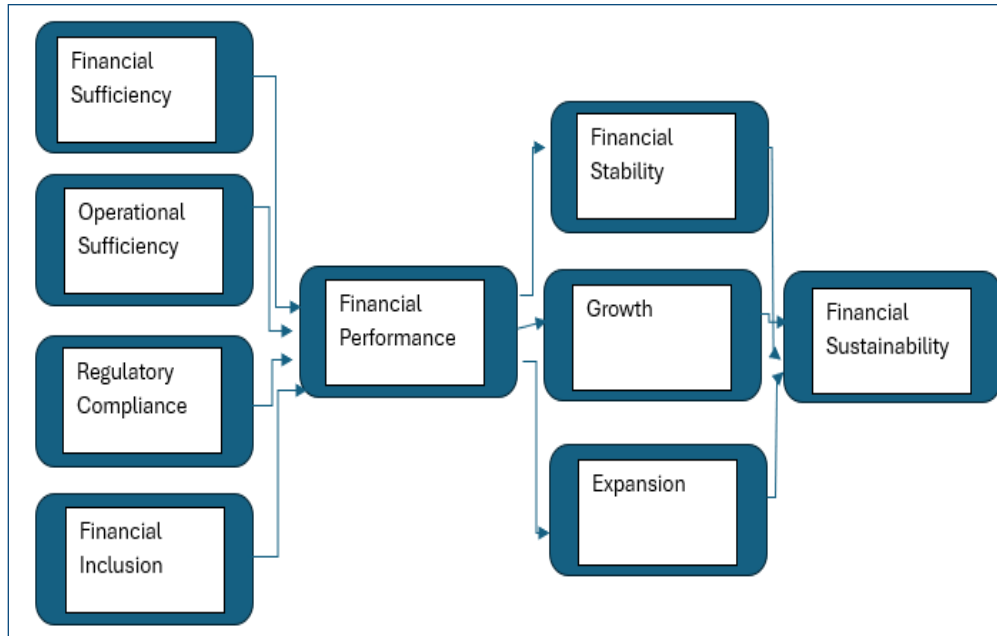 Financial
Sufficiency
Operational
Sufficiency
Regulatory
Compliance
Financial
Inclusion
Financial
Performance
Financial
Stability
Growth
Expansion
Financial
Sustainability